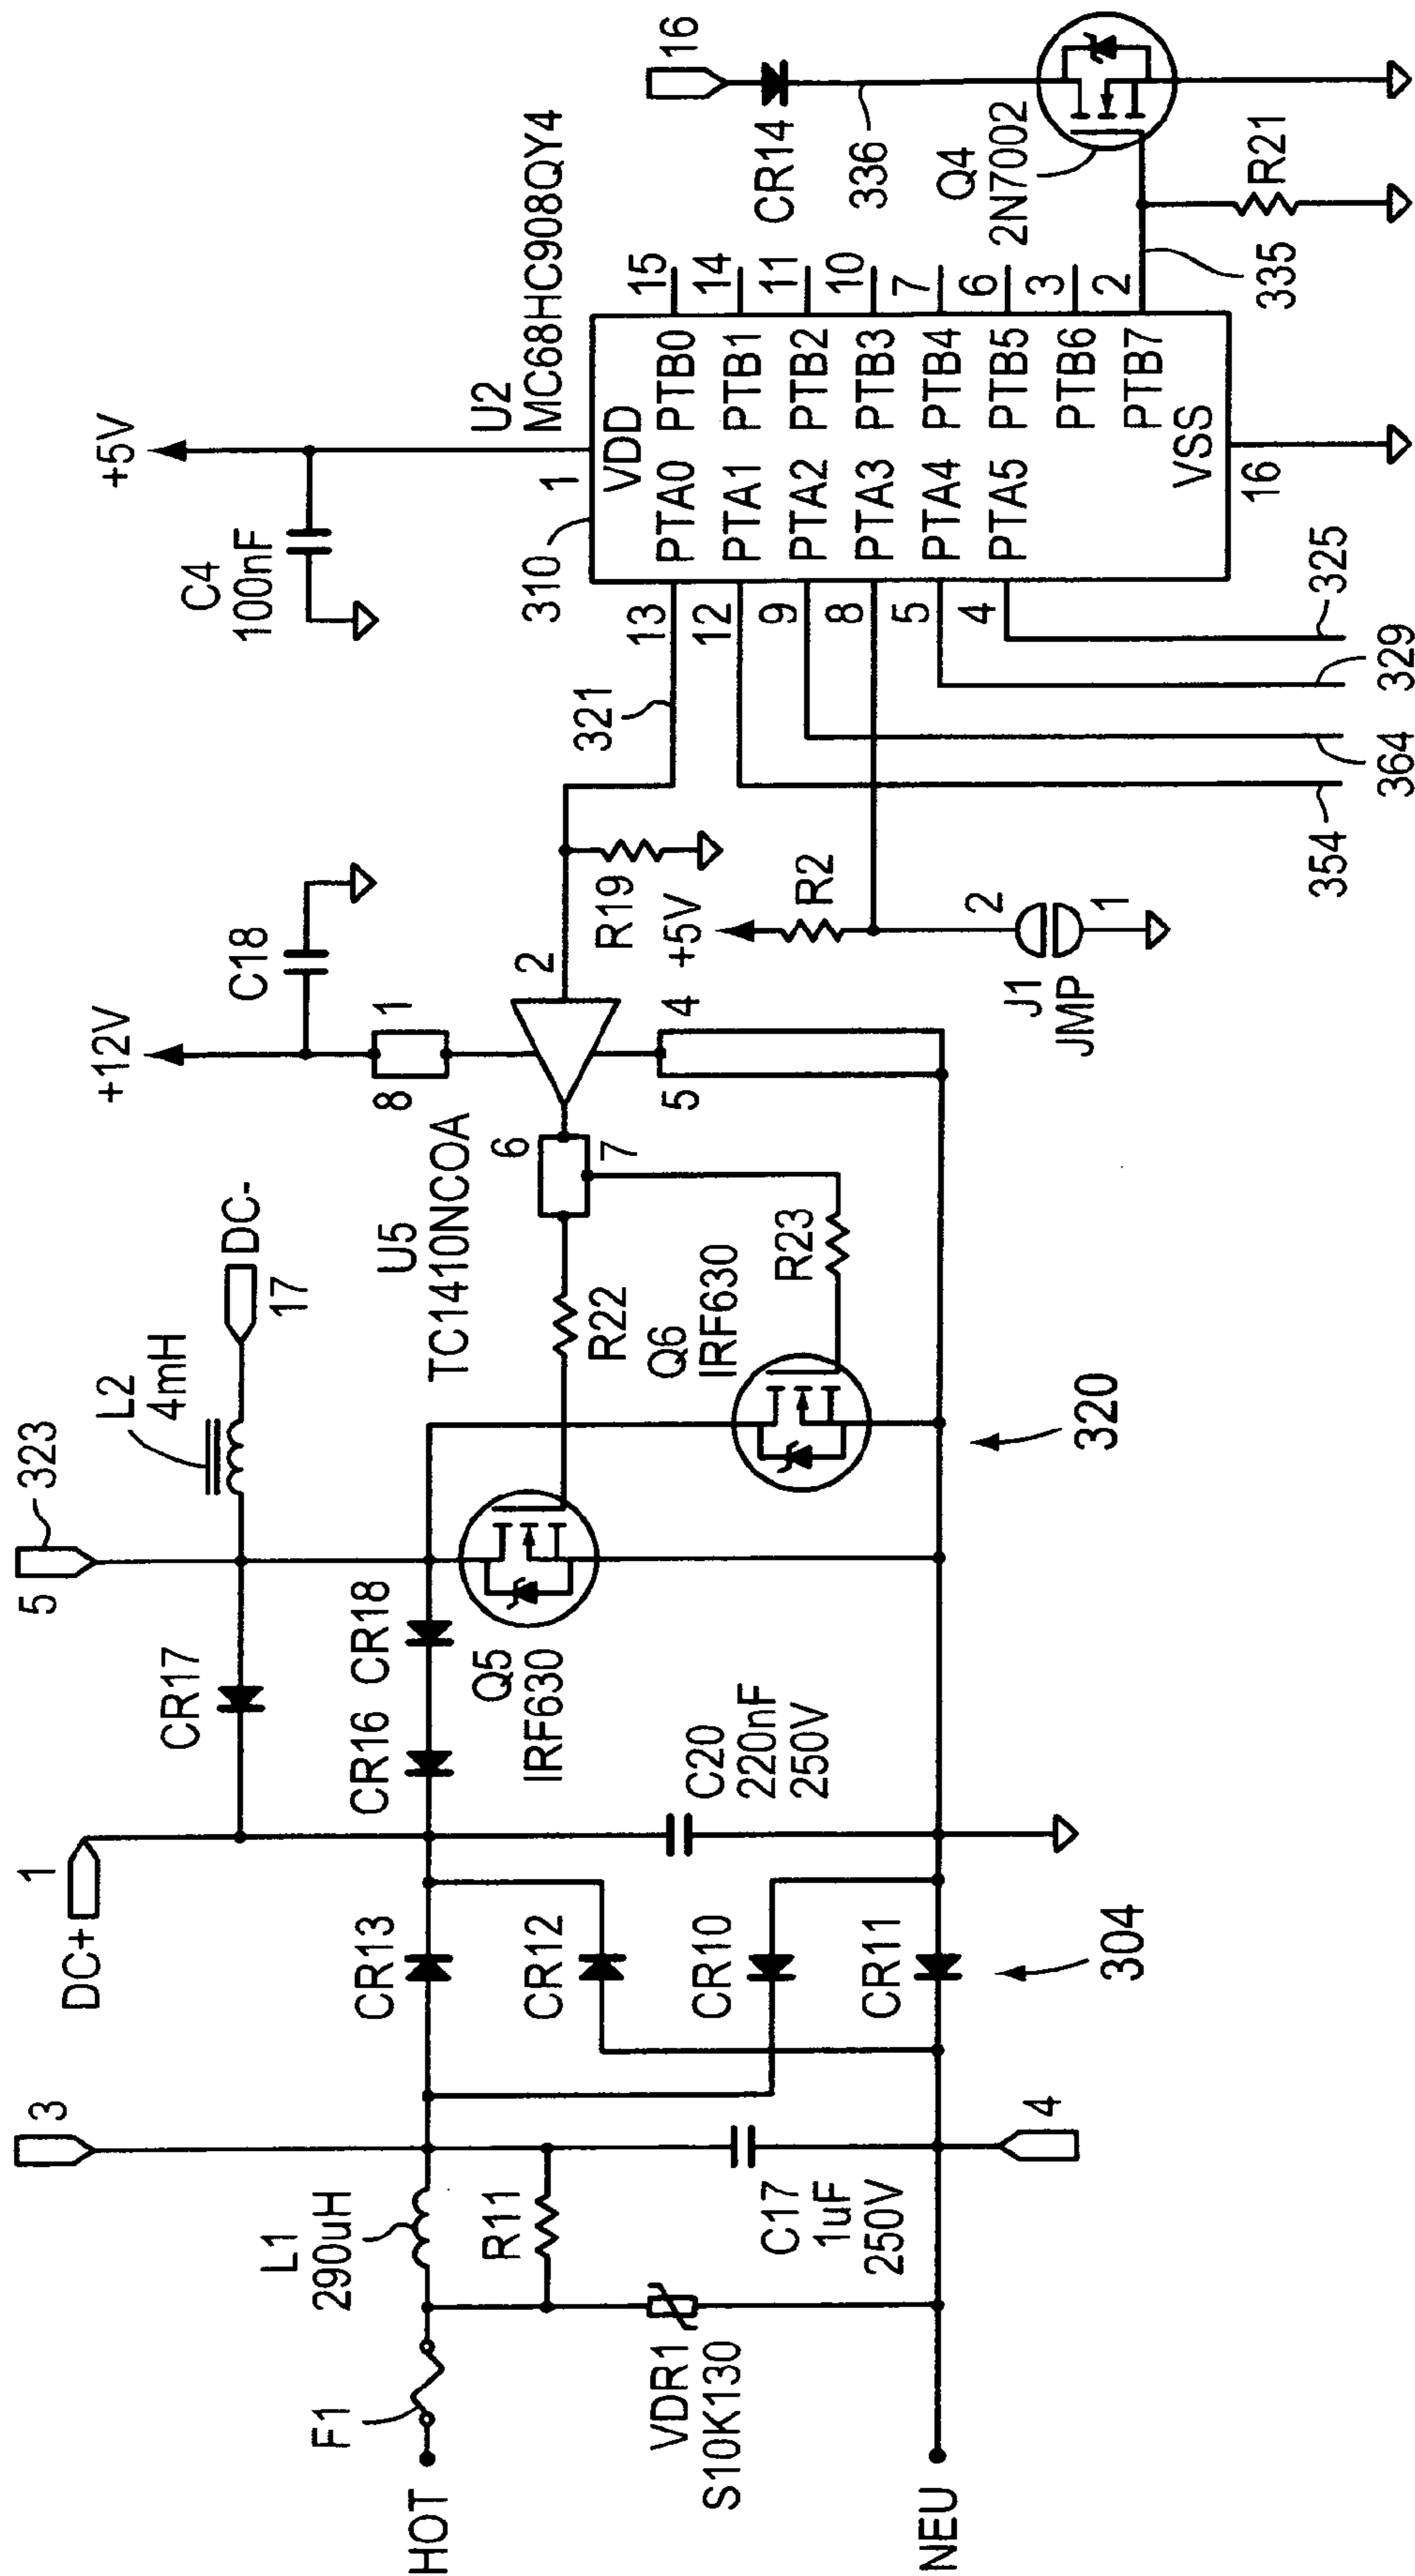 HOT
F1
L1
290uH
3
R11
VDR1
S10K130
C17
1uF
250V
4
NEU
CR13
CR12
CR10
CR11
304
DC+
1
CR17
CR16
CR18
C20
220nF
250V
5
323
L2
4mH
17
DC-
Q5
IRF630
Q6
IRF630
R22
R23
320
U5
TC1410NCOA
6
7
+12V
8
1
C18
2
4
5
R19
+5V
R2
J1
JMP
2
1
321
354
364
329
325
C4
100nF
+5V
310
1
U2
MC68HC908QY4
VDD
13
PTA0
PTB0
15
12
PTA1
PTB1
14
9
PTA2
PTB2
11
8
PTA3
PTB3
10
5
PTA4
PTB4
7
4
PTA5
PTB5
6
PTB6
3
PTB7
2
VSS
16
16
CR14
336
Q4
2N7002
335
R21